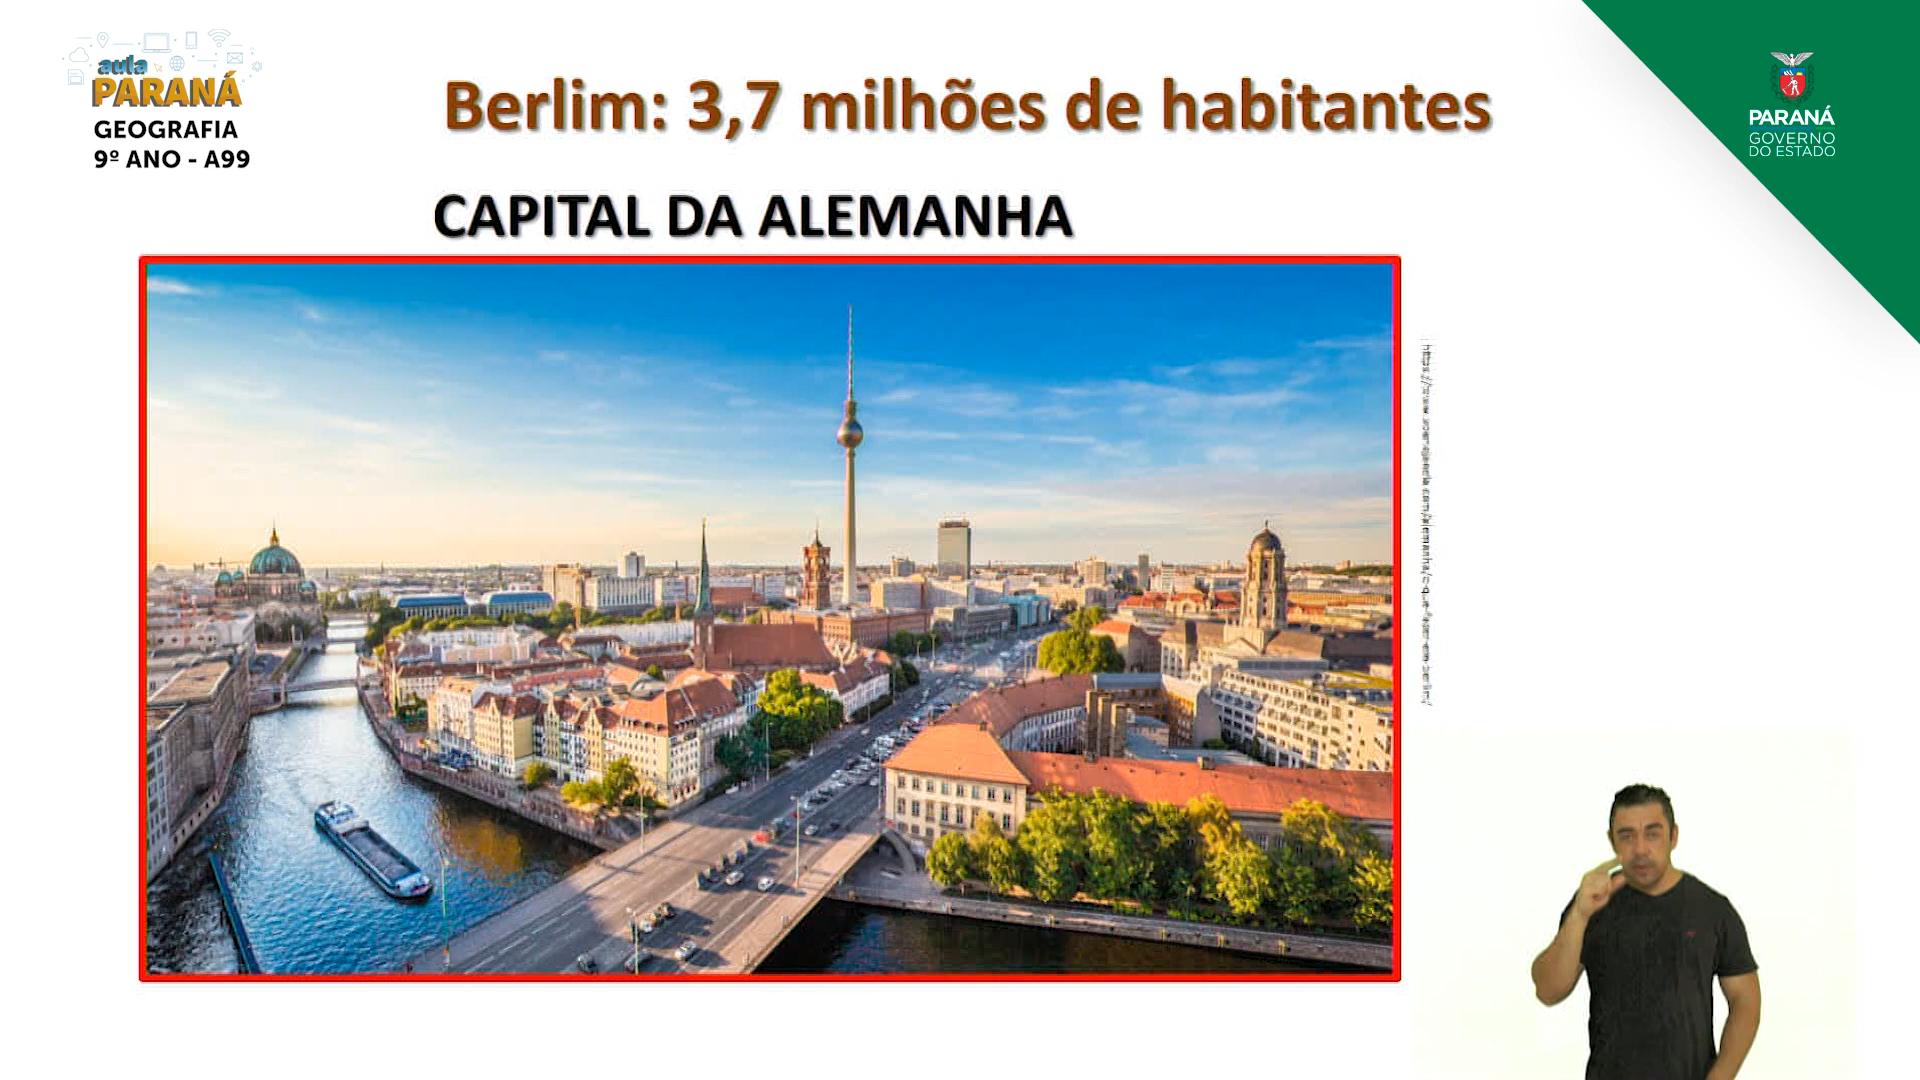 aula
PARANÁ
GEOGRAFIA
9º ANO - A99
Berlim: 3,7 milhões de habitantes
CAPITAL DA ALEMANHA
PARANÁ
GOVERNO
DO ESTADO